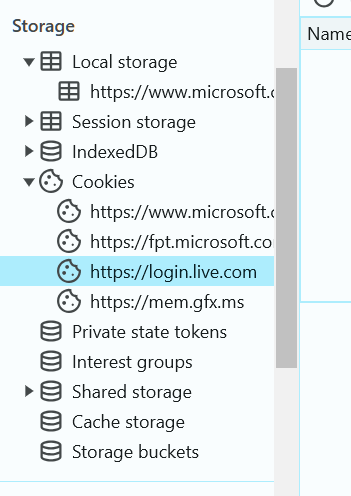 Storage
Name
Local storage
https://www.microsoft.c
Session storage
IndexedDB
Cookies
https://www.microsoft.c
https://fpt.microsoft.co
https://login.live.com
https://mem.gfx.ms
Private state tokens
Interest groups
Shared storage
Cache storage
Storage buckets